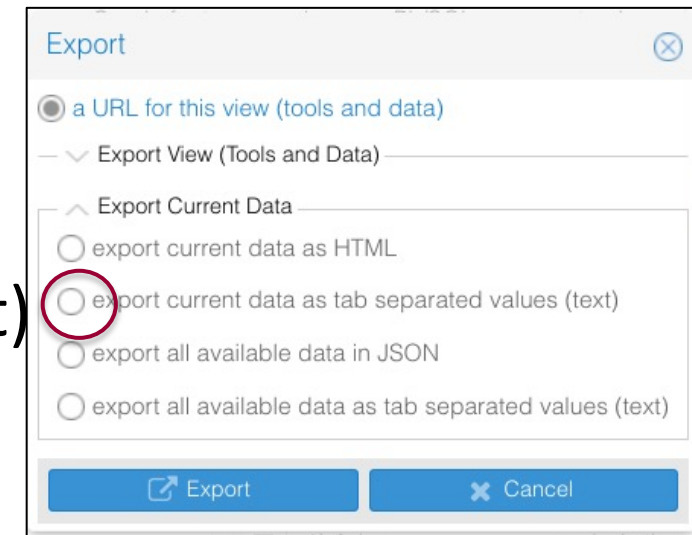 Export
a URL for this view (tools and data)
Export View (Tools and Data)
Export Current Data
export current data as HTML
t)
export current data as tab separated values (text)
export all available data in JSON
export all available data as tab separated values (text)
Export
Cancel